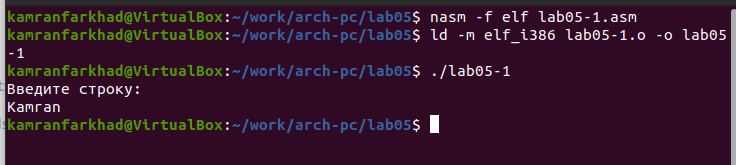 kamranfarkhad@VirtualBox:~/work/arch-pc/lab05$ nasm -f elf lab05-1.asm
kamranfarkhad@VirtualBox:~/work/arch-pc/lab05$ ld -m elf_i386 lab05-1.o -o lab05
-1
kamranfarkhad@VirtualBox:~/work/arch-pc/lab05$ ./lab05-1
Введите строку:
Kamran
kamranfarkhad@VirtualBox:~/work/arch-pc/lab05$